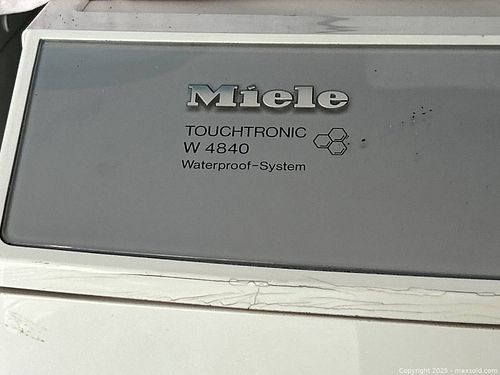 Miele
TOUCHTRONIC
W 4840
Waterproof-System
Copyright 2025 - maxsold.com